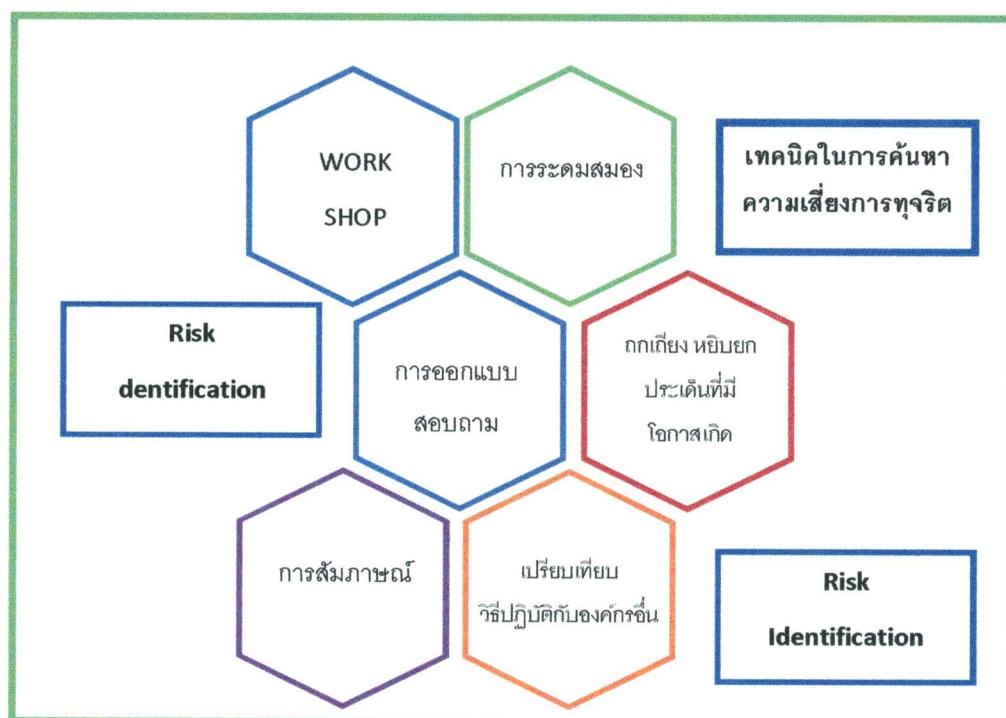 WORK
SHOP
การระดมสมอง
เทคนิคในการค้นหา
ความเสี่ยงการทุจริต
Risk
dentification
การออกแบบ
สอบถาม
ถกเถียง หยิบยก
ประเด็นที่มี
โอกาสเกิด
การสัมภาษณ์
เปรียบเทียบ
วิธีปฏิบัติกับองค์กรอื่น
Risk
Identification